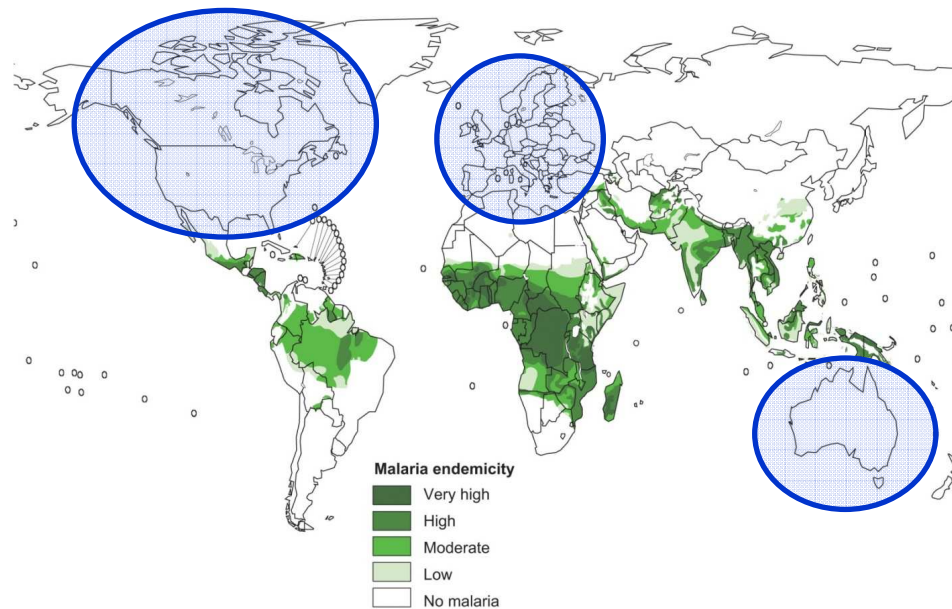 Malaria endemicity
Very high
High
Moderate
Low
No malaria